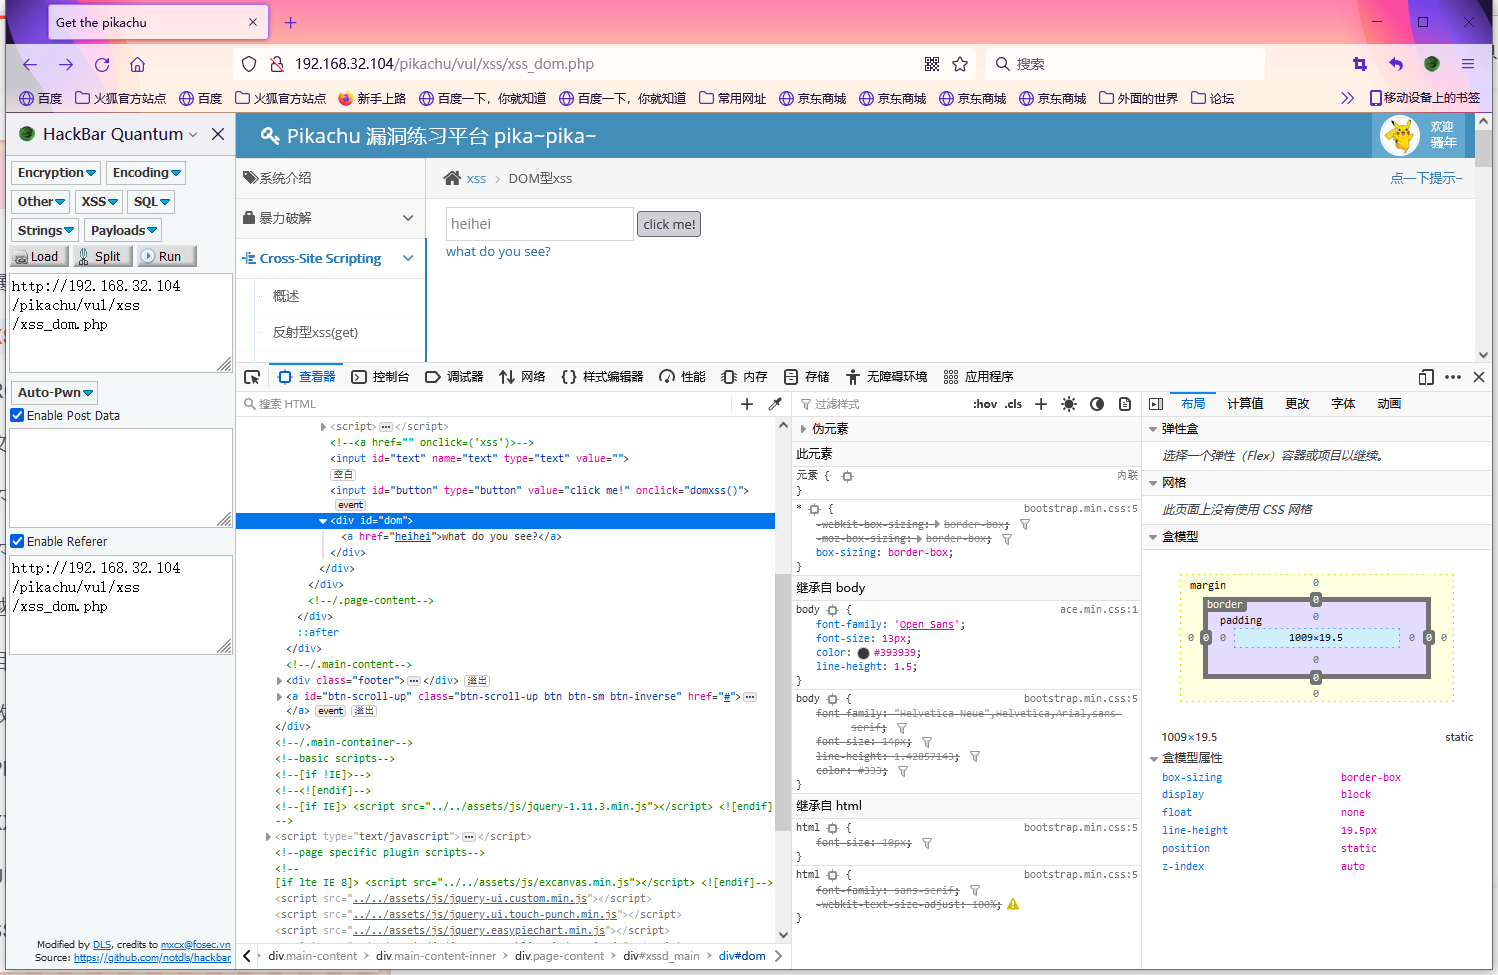 Get the pikachu
192.168.32.104/pikachu/vul/xss/xss_dom.php
搜索
百度
火狐官方站点
百度
火狐官方站点
新手上路
百度一下，你就知道
百度一下，你就知道
常用网址
京东商城
京东商城
京东商城
京东商城
外面的世界
论坛
移动设备上的书签
HackBar Quantum
Encryption
Encoding
Other
XSS
SQL
Strings
Payloads
Load
Split
Run
http://192.168.32.104
/pikachu/vul/xss
/xss_dom.php
Auto-Pwn
Enable Post Data
Enable Referer
http://192.168.32.104
/pikachu/vul/xss
/xss_dom.php
Modified by DLS, credits to mxcx@fosec.vn
Source: https://github.com/notdls/hackbar
Pikachu 漏洞练习平台 pika~pika~
欢迎
骚年
系统介绍
暴力破解
Cross-Site Scripting
概述
反射型xss(get)
xss
DOM型xss
点一下提示~
heihei
click me!
what do you see?
查看器
控制台
调试器
网络
样式编辑器
性能
内存
存储
无障碍环境
应用程序
搜索 HTML
<script> </script>
<!--<a href="" onclick=('xss')>-->
<input id="text" name="text" type="text" value="">
空白
<input id="button" type="button" value="click me!" onclick="domxss()">
event
<div id="dom">
<a href="heihei">what do you see?</a>
</div>
</div>
</div>
<!--/.page-content-->
</div>
::after
</div>
<!--/.main-content-->
<div class="footer"> </div> 溢出
<a id="btn-scroll-up" class="btn-scroll-up btn btn-sm btn-inverse" href="#">
</a> event 溢出
</div>
<!--/.main-container-->
<!--basic scripts-->
<!--[if !IE]>-->
<!--<![endif]-->
<!--[if IE]> <script src="../../assets/js/jquery-1.11.3.min.js"></script> <![endif]
-->
<script type="text/javascript"> </script>
<!--page specific plugin scripts-->
<!--
[if lte IE 8]> <script src="../../assets/js/excanvas.min.js"></script> <![endif]-->
<script src="../../assets/js/jquery-ui.custom.min.js"></script>
<script src="../../assets/js/jquery.ui.touch-punch.min.js"></script>
<script src="../../assets/js/jquery.easypiechart.min.js"></script>
div.main-content
div.main-content-inner
div.page-content
div#xssd_main
div#dom
过滤样式
:hov .cls
伪元素
此元素
元素 { 内联
}
* { bootstrap.min.css:5
-webkit-box-sizing: border-box;
-moz-box-sizing: border-box;
box-sizing: border-box;
}
继承自 body
body { ace.min.css:1
font-family: 'Open Sans';
font-size: 13px;
color: #393939;
line-height: 1.5;
}
body { bootstrap.min.css:5
font-family: "Helvetica Neue",Helvetica,Arial,sans-
serif;
font-size: 14px;
line-height: 1.42857143;
color: #333;
}
继承自 html
html { bootstrap.min.css:5
font-size: 10px;
}
html { bootstrap.min.css:5
font-family: sans-serif;
-webkit-text-size-adjust: 100%;
}
布局
计算值
更改
字体
动画
弹性盒
选择一个弹性（Flex）容器或项目以继续。
网格
此页面上没有使用 CSS 网格
盒模型
margin
0
border
0
padding
0
0 0 0 1009×19.5 0 0 0
0
0
0
1009×19.5 static
盒模型属性
box-sizing border-box
display block
float none
line-height 19.5px
position static
z-index auto